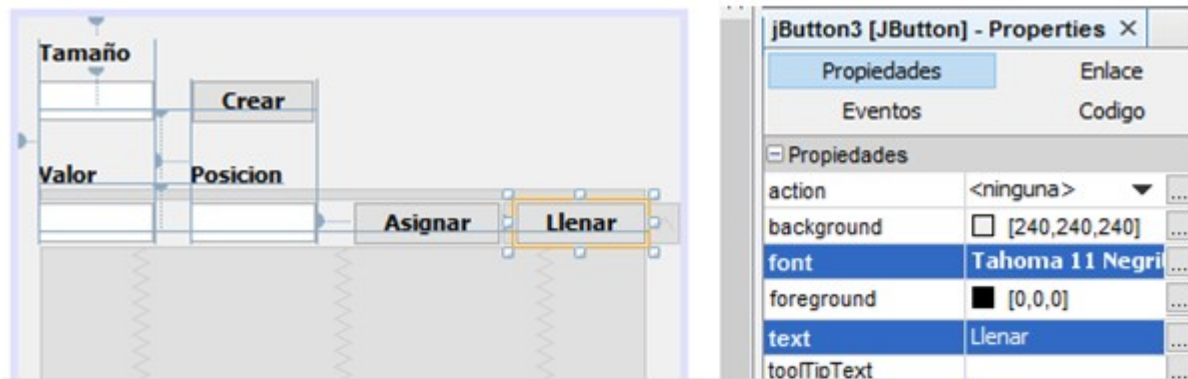 Tamaño
Crear
Valor Posicion
Asignar Llenar
jButton3 [JButton] - Properties ×
Propiedades Enlace
Eventos Codigo
Propiedades
action <ninguna> ...
background [240,240,240] ...
font Tahoma 11 Negri ...
foreground [0,0,0] ...
text Llenar ...
toolTipText ...